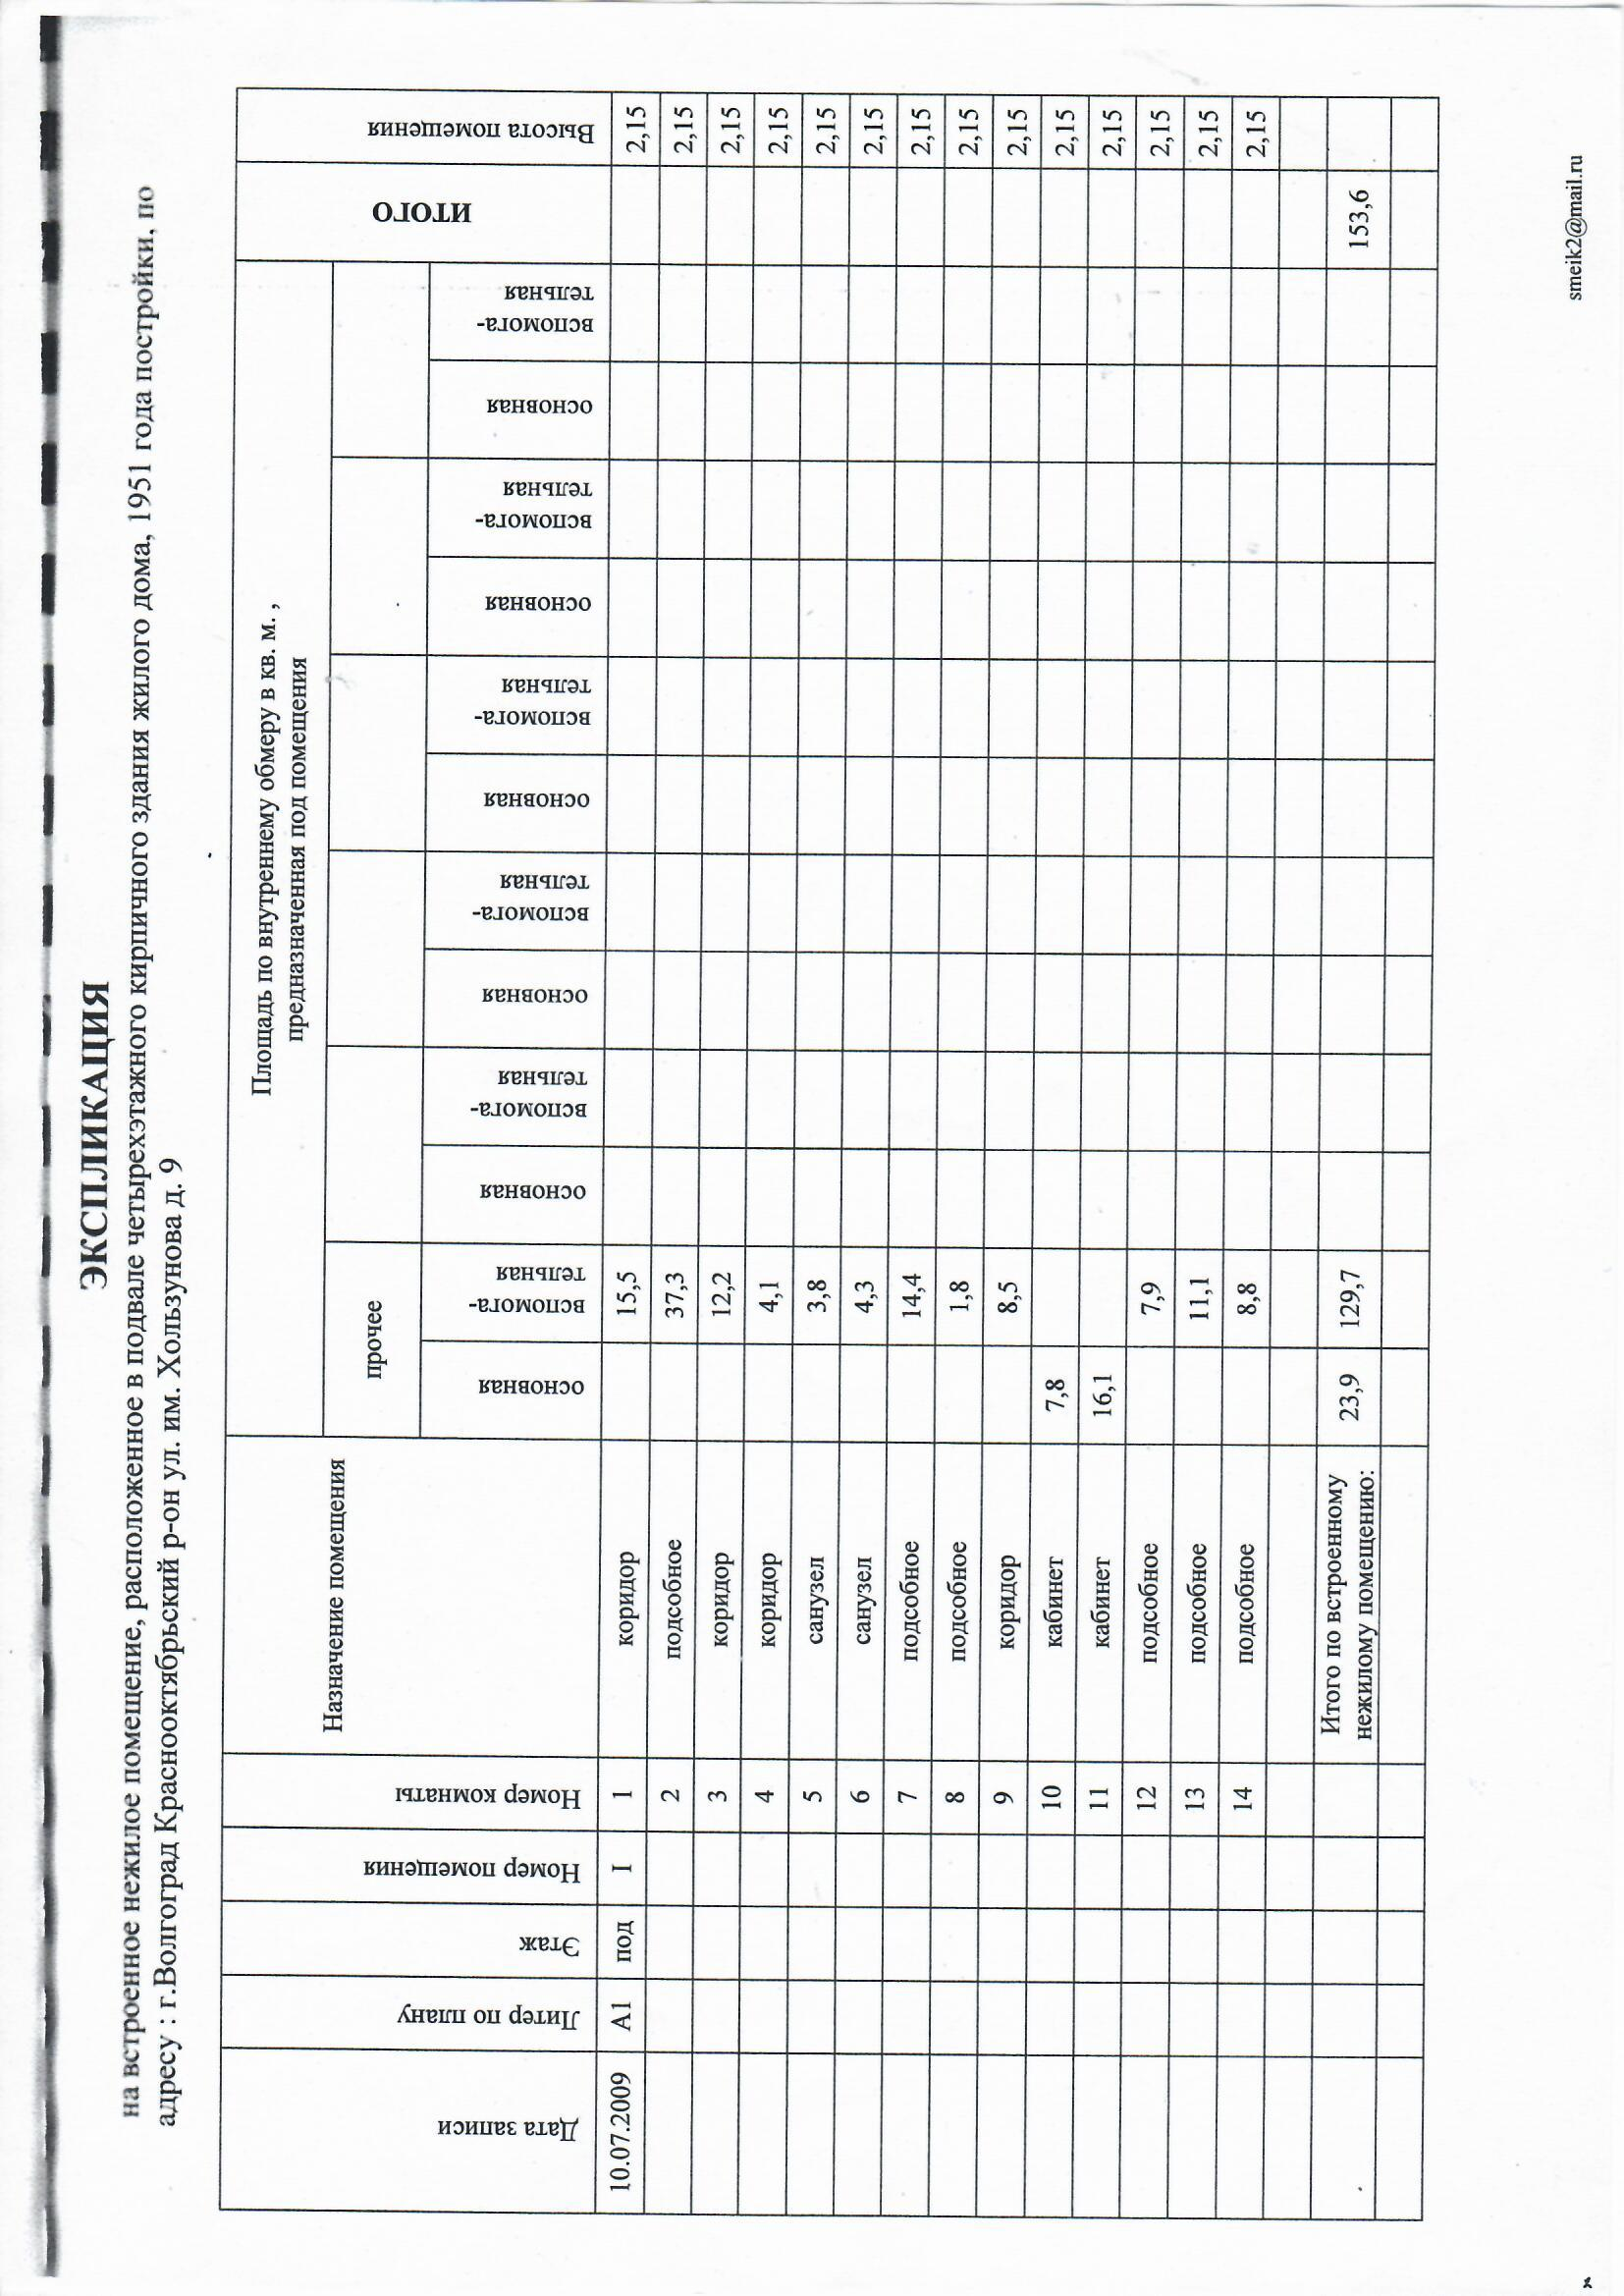 ЭКСПЛИКАЦИЯ
на встроенное нежилое помещение, расположенное в подвале четырехэтажного кирпичного здания жилого дома, 1951 года постройки, по
адресу : г.Волгоград Краснооктябрьский р-он ул. им. Хользунова д. 9
Дата записи
Литер по плану
Этаж
Номер помещения
Номер комнаты
Назначение помещения
Площадь по внутреннему обмеру в кв. м. ,
предназначенная под помещения
ИТОГО
Высота помещения
прочее
основная
вспомога-
тельная
основная
вспомога-
тельная
основная
вспомога-
тельная
основная
вспомога-
тельная
основная
вспомога-
тельная
основная
вспомога-
тельная
10.07.2009 А1 под I 1 коридор 15,5 2,15
2 подсобное 37,3 2,15
3 коридор 12,2 2,15
4 коридор 4,1 2,15
5 санузел 3,8 2,15
6 санузел 4,3 2,15
7 подсобное 14,4 2,15
8 подсобное 1,8 2,15
9 коридор 8,5 2,15
10 кабинет 7,8 2,15
11 кабинет 16,1 2,15
12 подсобное 7,9 2,15
13 подсобное 11,1 2,15
14 подсобное 8,8 2,15
Итого по встроенному
нежилому помещению: 23,9 129,7 153,6
smeik2@mail.ru